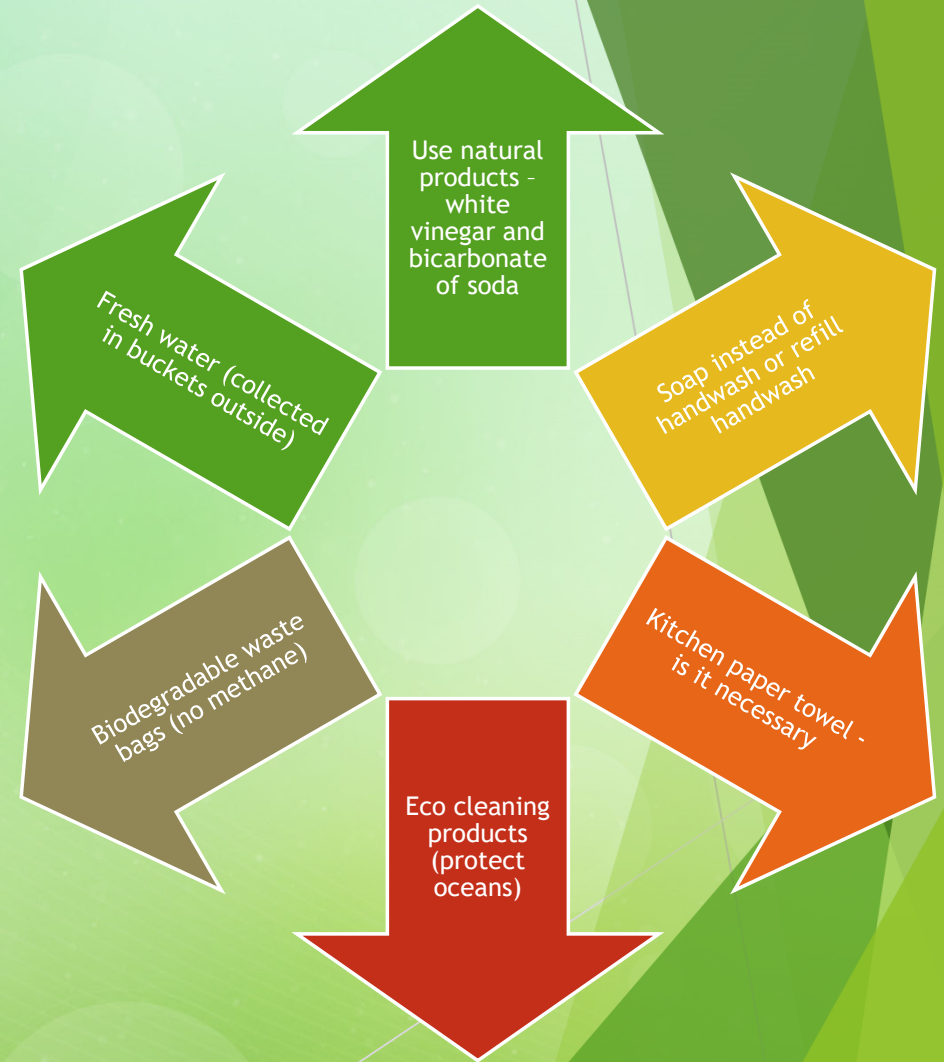 Use natural
products –
white
vinegar and
bicarbonate
of soda
Soap instead of
handwash or refill
handwash
Kitchen paper towel -
is it necessary
Eco cleaning
products
(protect
oceans)
Biodegradable waste
bags (no methane)
Fresh water (collected
in buckets outside)